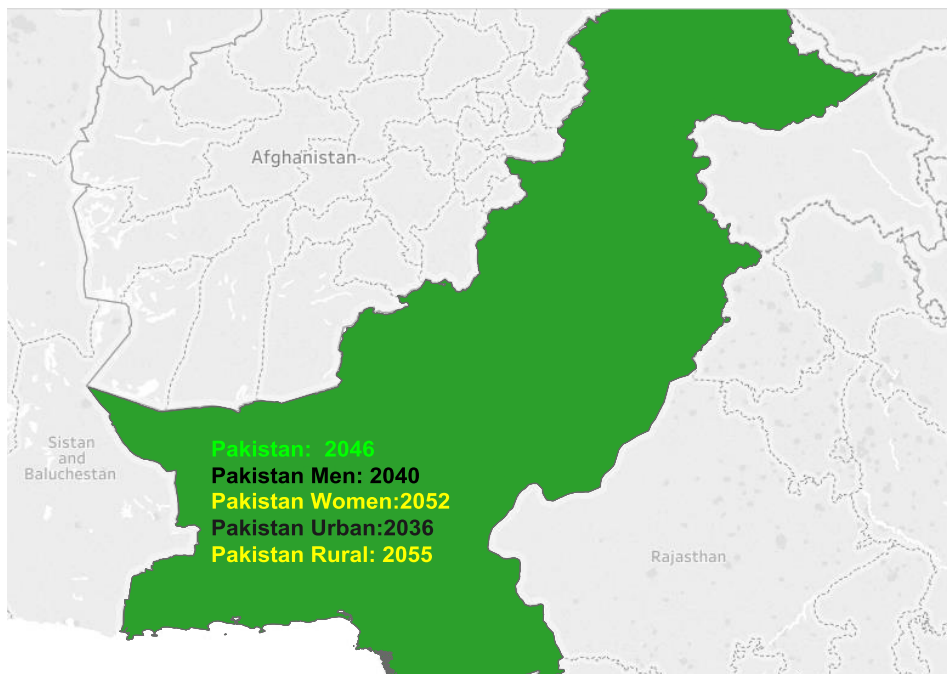 Afghanistan
Sistan
and
Baluchestan
Pakistan:  2046
Pakistan Men: 2040
Pakistan Women:2052
Pakistan Urban:2036
Pakistan Rural: 2055
Rajasthan